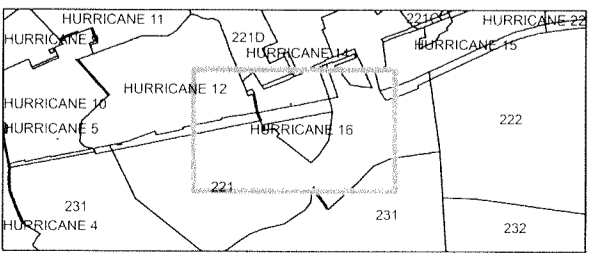 HURRICANE 11
221C
HURRICANE 22
HURRICANE
221D
HURRICANE 14
HURRICANE 15
HURRICANE 12
HURRICANE 10
HURRICANE 5
HURRICANE 16
222
221
231
231
HURRICANE 4
232